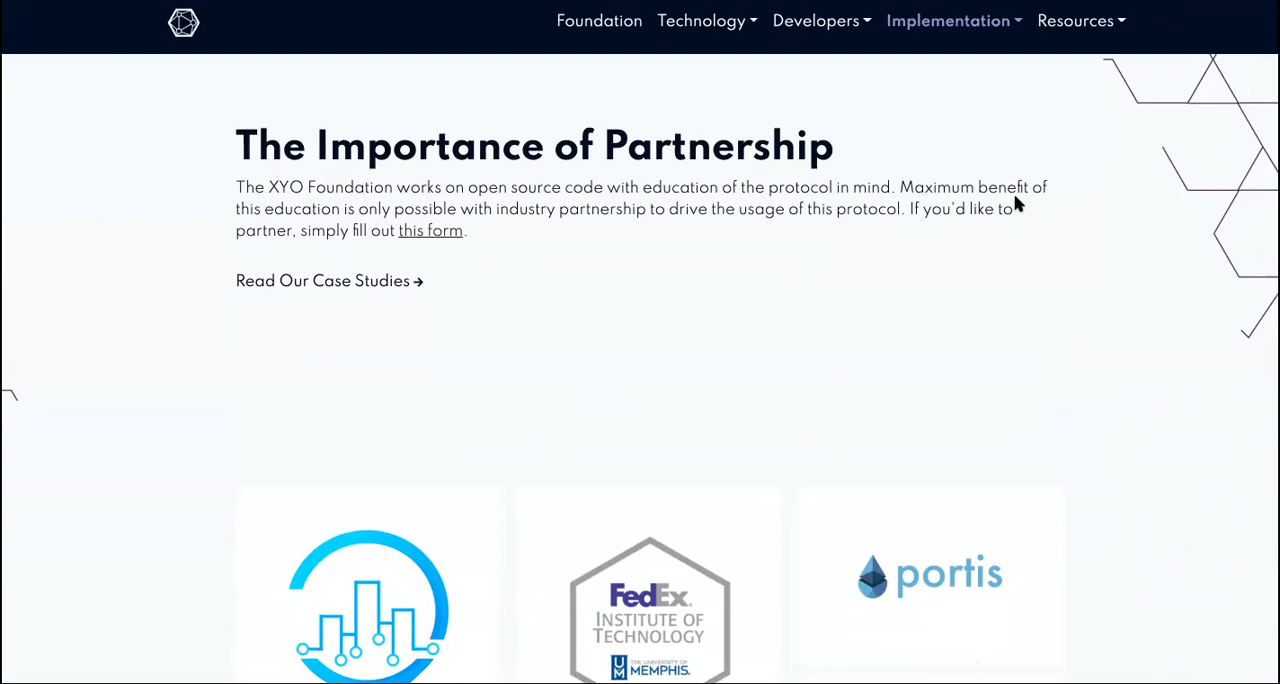 Foundation Technology Developers Implementation Resources
The Importance of Partnership
The XYO Foundation works on open source code with education of the protocol in mind. Maximum benefit of
this education is only possible with industry partnership to drive the usage of this protocol. If you'd like to
partner, simply fill out this form.
Read Our Case Studies →
portis
FedEx®
INSTITUTE OF
TECHNOLOGY
THE UNIVERSITY OF
MEMPHIS.